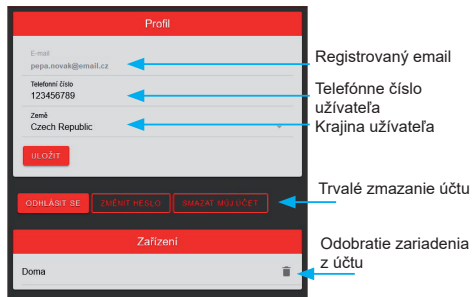 Profil
E-mail
pepa.novak@email.cz
Registrovaný email
Telefonní číslo
123456789
Telefónne číslo
užívateľa
Země
Czech Republic
Krajina užívateľa
ULOŽIT
ODHLÁSIT SE
ZMĚNIT HESLO
SMAZAT MŮJ ÚČET
Trvalé zmazanie účtu
Zařízení
Doma
Odobratie zariadenia
z účtu